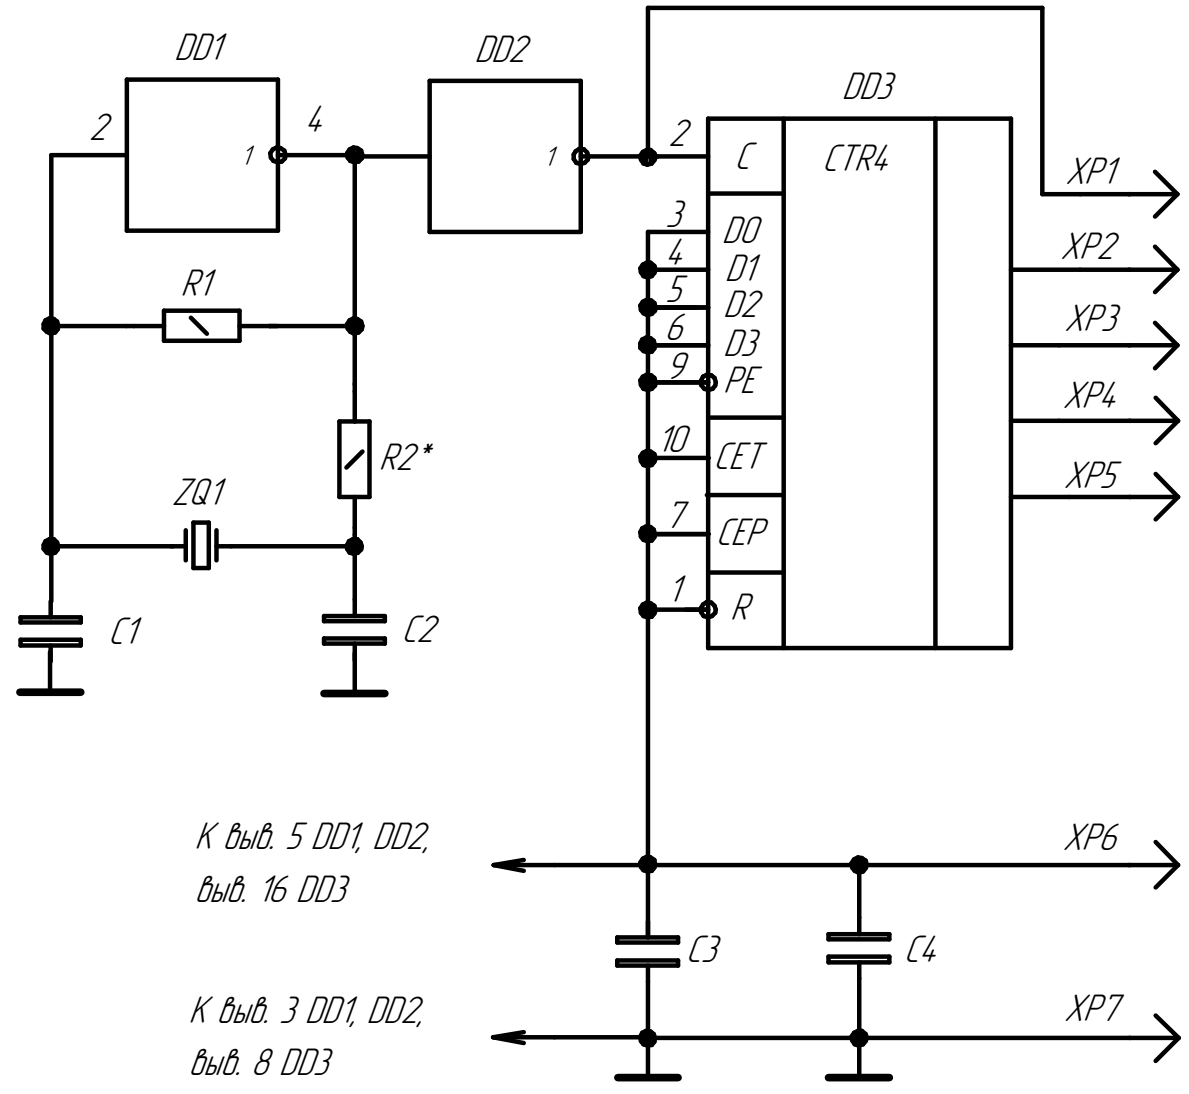 DD1
DD2
DD3
2
1
4
1
2
C
CTR4
XP1
3
D0
XP2
4
D1
5
D2
XP3
6
D3
9
PE
XP4
10
CET
XP5
7
CEP
1
R
R1
R2*
ZQ1
C1
C2
К выв. 5 DD1, DD2,
выв. 16 DD3
XP6
C3
C4
К выв. 3 DD1, DD2,
выв. 8 DD3
XP7